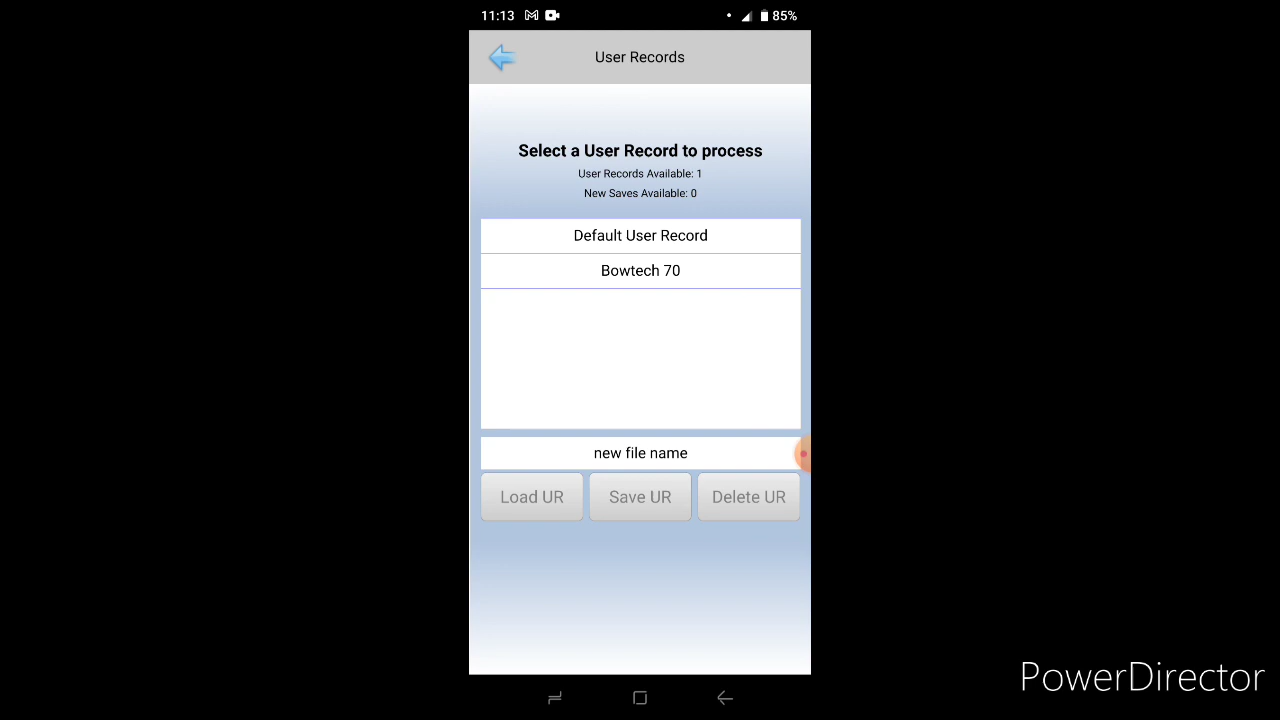 11:13
85%
User Records
Select a User Record to process
User Records Available: 1
New Saves Available: 0
Default User Record
Bowtech 70
new file name
Load UR
Save UR
Delete UR
PowerDirector